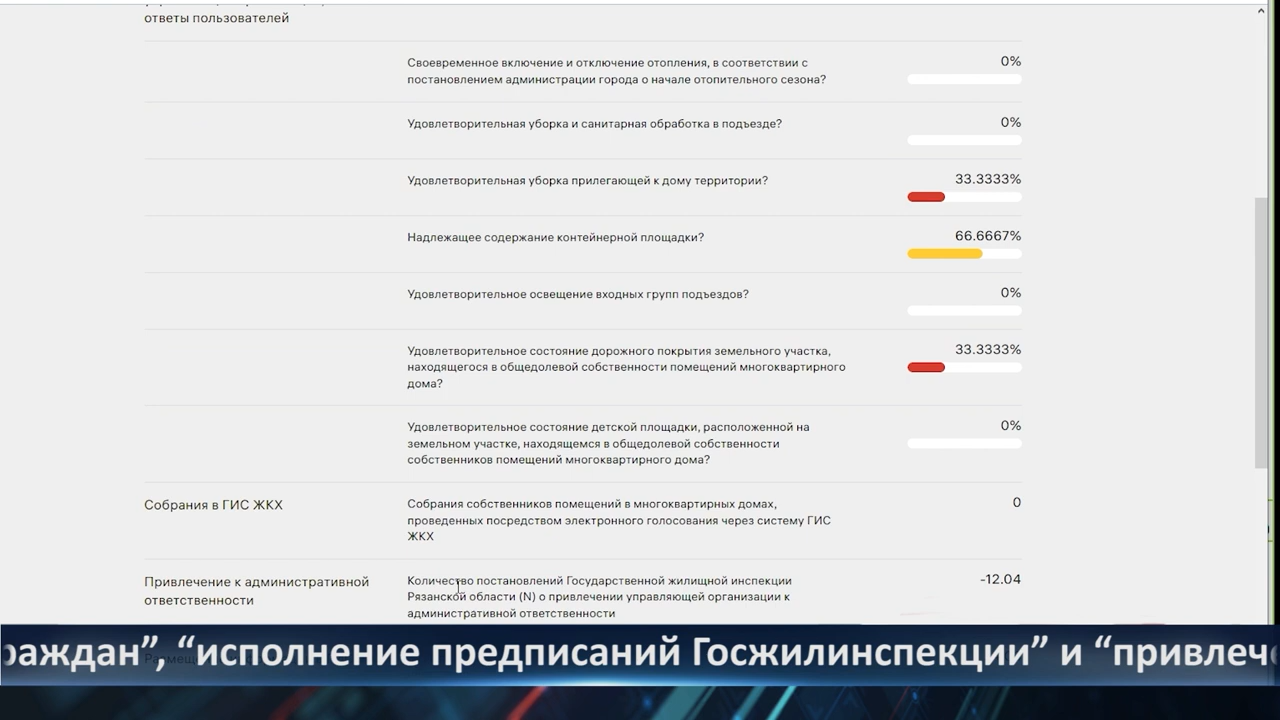 ответы пользователей
Своевременное включение и отключение отопления, в соответствии с
0%
постановлением администрации города о начале отопительного сезона?
Удовлетворительная уборка и санитарная обработка в подъезде?
0%
Удовлетворительная уборка прилегающей к дому территории?
33.3333%
Надлежащее содержание контейнерной площадки?
66.6667%
Удовлетворительное освещение входных групп подъездов?
0%
Удовлетворительное состояние дорожного покрытия земельного участка,
33.3333%
находящегося в общедолевой собственности помещений многоквартирного
дома?
Удовлетворительное состояние детской площадки, расположенной на
0%
земельном участке, находящемся в общедолевой собственности
собственников помещений многоквартирного дома?
Собрания в ГИС ЖКХ
Собрания собственников помещений в многоквартирных домах,
0
проведенных посредством электронного голосования через систему ГИС
ЖКХ
Привлечение к административной
ответственности
Количество постановлений Государственной жилищной инспекции
-12.04
Рязанской области (N) о привлечении управляющей организации к
административной ответственности
раждан”, “исполнение предписаний Госжилинспекции” и “привлеч